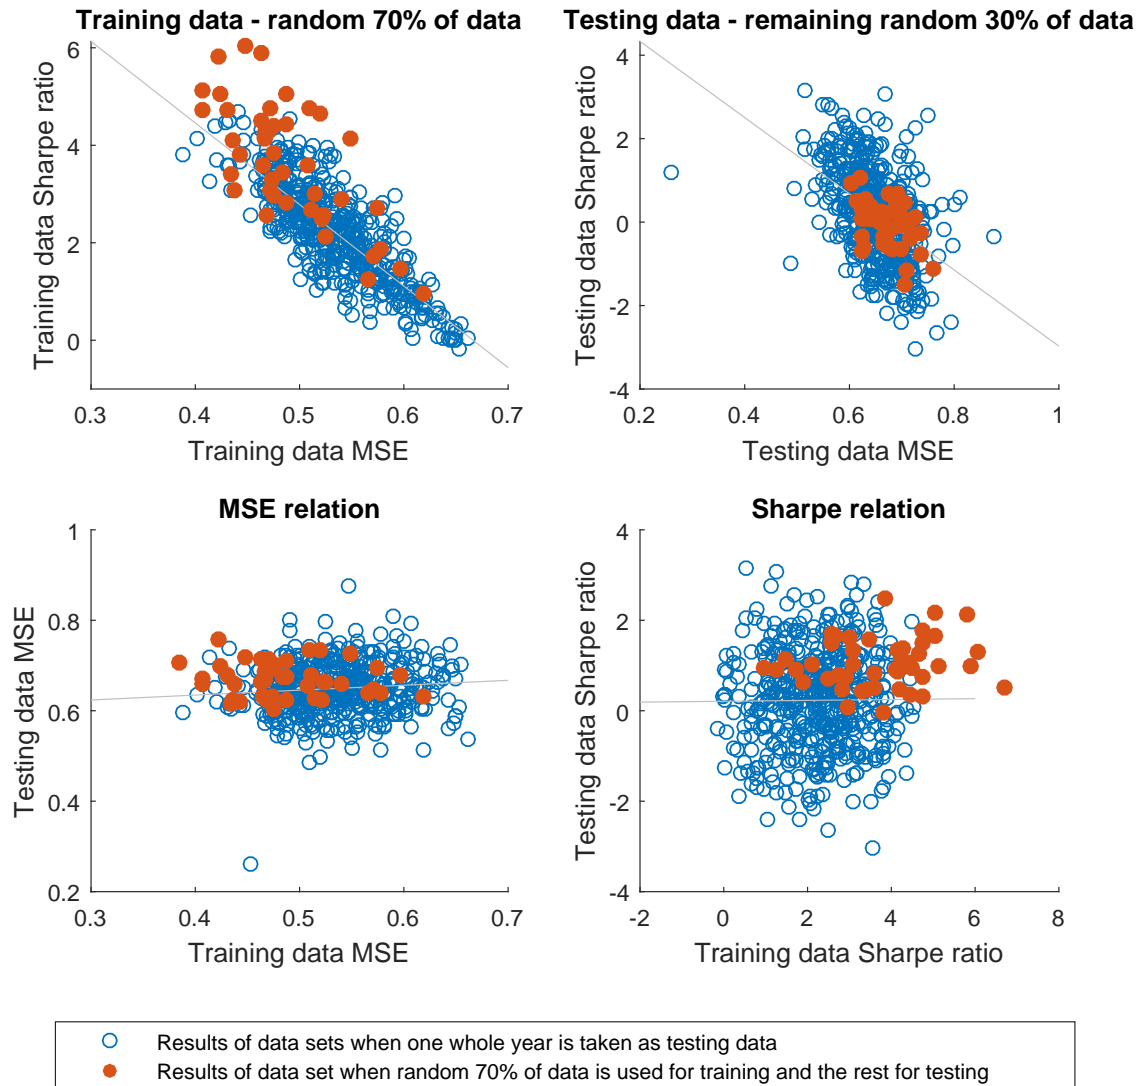 Training data - random 70% of data
Testing data - remaining random 30% of data
Training data Sharpe ratio
6
4
2
0
0.3 0.4 0.5 0.6 0.7
Training data MSE
Testing data Sharpe ratio
4
2
0
-2
-4
0.2 0.4 0.6 0.8 1
Testing data MSE
MSE relation
Sharpe relation
Testing data MSE
1
0.8
0.6
0.4
0.2
0.3 0.4 0.5 0.6 0.7
Training data MSE
Testing data Sharpe ratio
4
2
0
-2
-4
-2 0 2 4 6 8
Training data Sharpe ratio
Results of data sets when one whole year is taken as testing data
Results of data set when random 70% of data is used for training and the rest for testing